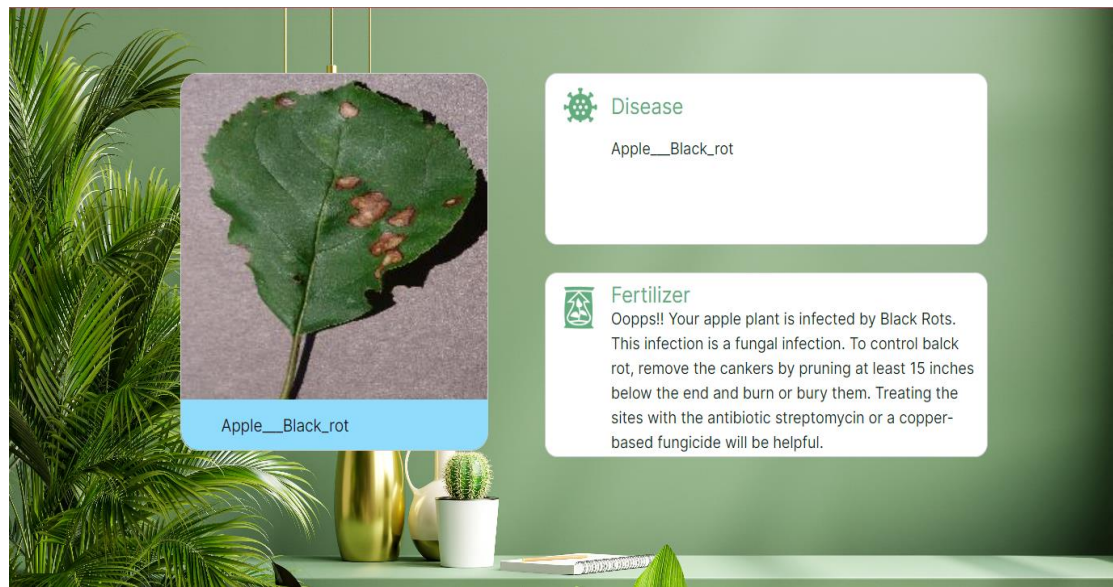 Apple___Black_rot
Disease
Apple___Black_rot
Fertilizer
Oopps!! Your apple plant is infected by Black Rots.
This infection is a fungal infection. To control balck
rot, remove the cankers by pruning at least 15 inches
below the end and burn or bury them. Treating the
sites with the antibiotic streptomycin or a copper-
based fungicide will be helpful.